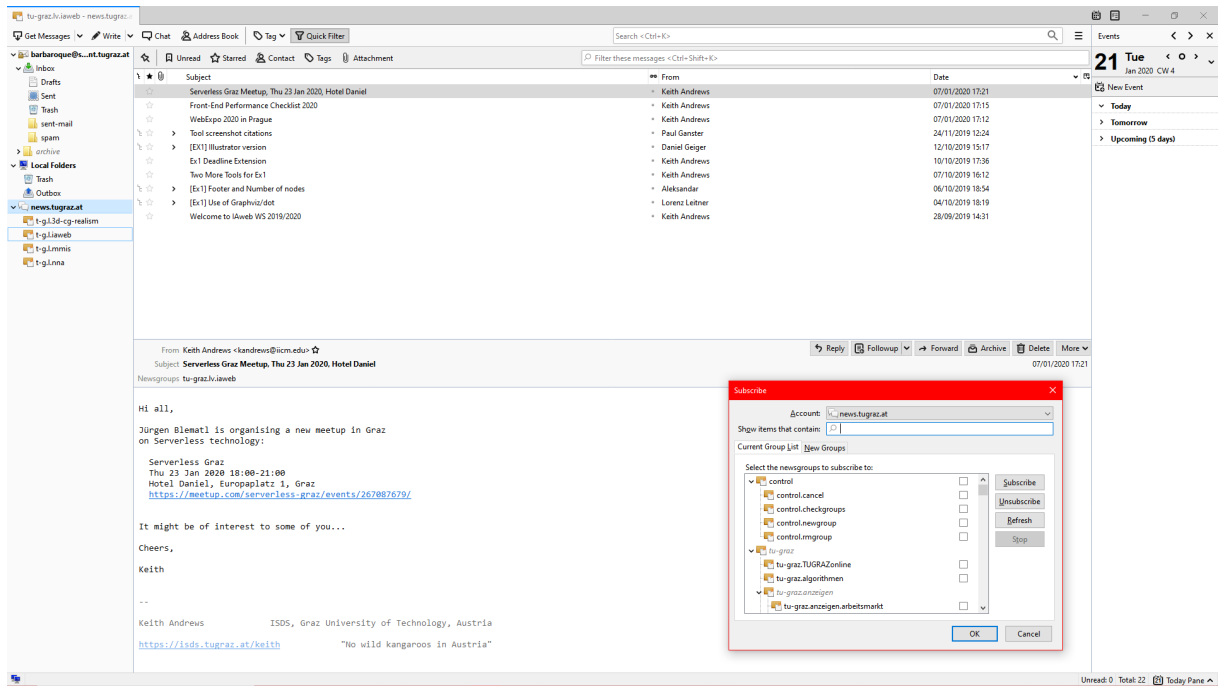 tu-graz.lv.iaweb - news.tugraz.a
Get Messages Write Chat Address Book Tag Quick Filter Search <Ctrl+K> Events
barbaroque@s...nt.tugraz.at
Inbox
Drafts
Sent
Trash
sent-mail
spam
archive
Local Folders
Trash
Outbox
news.tugraz.at
t-g.l.3d-cg-realism
t-g.l.iaweb
t-g.l.mmis
t-g.l.nna
Unread Starred Contact Tags Attachment Filter these messages <Ctrl+Shift+K>
Subject From Date
Serverless Graz Meetup, Thu 23 Jan 2020, Hotel Daniel Keith Andrews 07/01/2020 17:21
Front-End Performance Checklist 2020 Keith Andrews 07/01/2020 17:15
WebExpo 2020 in Prague Keith Andrews 07/01/2020 17:12
Tool screenshot citations Paul Ganster 24/11/2019 12:24
[EX1] Illustrator version Daniel Geiger 12/10/2019 15:17
Ex1 Deadline Extension Keith Andrews 10/10/2019 17:36
Two More Tools for Ex1 Keith Andrews 07/10/2019 16:12
[Ex1] Footer and Number of nodes Aleksandar 06/10/2019 18:54
[Ex1] Use of Graphviz/dot Lorenz Leitner 04/10/2019 18:19
Welcome to IAweb WS 2019/2020 Keith Andrews 28/09/2019 14:31
21 Tue
Jan 2020 CW 4
New Event
Today
Tomorrow
Upcoming (5 days)
From Keith Andrews <kandrews@iicm.edu> Reply Followup Forward Archive Delete More
Subject Serverless Graz Meetup, Thu 23 Jan 2020, Hotel Daniel 07/01/2020 17:21
Newsgroups tu-graz.lv.iaweb
Hi all,
Jürgen Blematl is organising a new meetup in Graz
on Serverless technology:
Serverless Graz
Thu 23 Jan 2020 18:00-21:00
Hotel Daniel, Europaplatz 1, Graz
https://meetup.com/serverless-graz/events/267087679/
It might be of interest to some of you...
Cheers,
Keith
--
Keith Andrews ISDS, Graz University of Technology, Austria
https://isds.tugraz.at/keith "No wild kangaroos in Austria"
Subscribe
Account: news.tugraz.at
Show items that contain:
Current Group List New Groups
Select the newsgroups to subscribe to:
control
control.cancel
control.checkgroups
control.newgroup
control.rmgroup
tu-graz
tu-graz.TUGRAZonline
tu-graz.algorithmen
tu-graz.anzeigen
tu-graz.anzeigen.arbeitsmarkt
Subscribe
Unsubscribe
Refresh
Stop
OK Cancel
Unread: 0 Total: 22 Today Pane